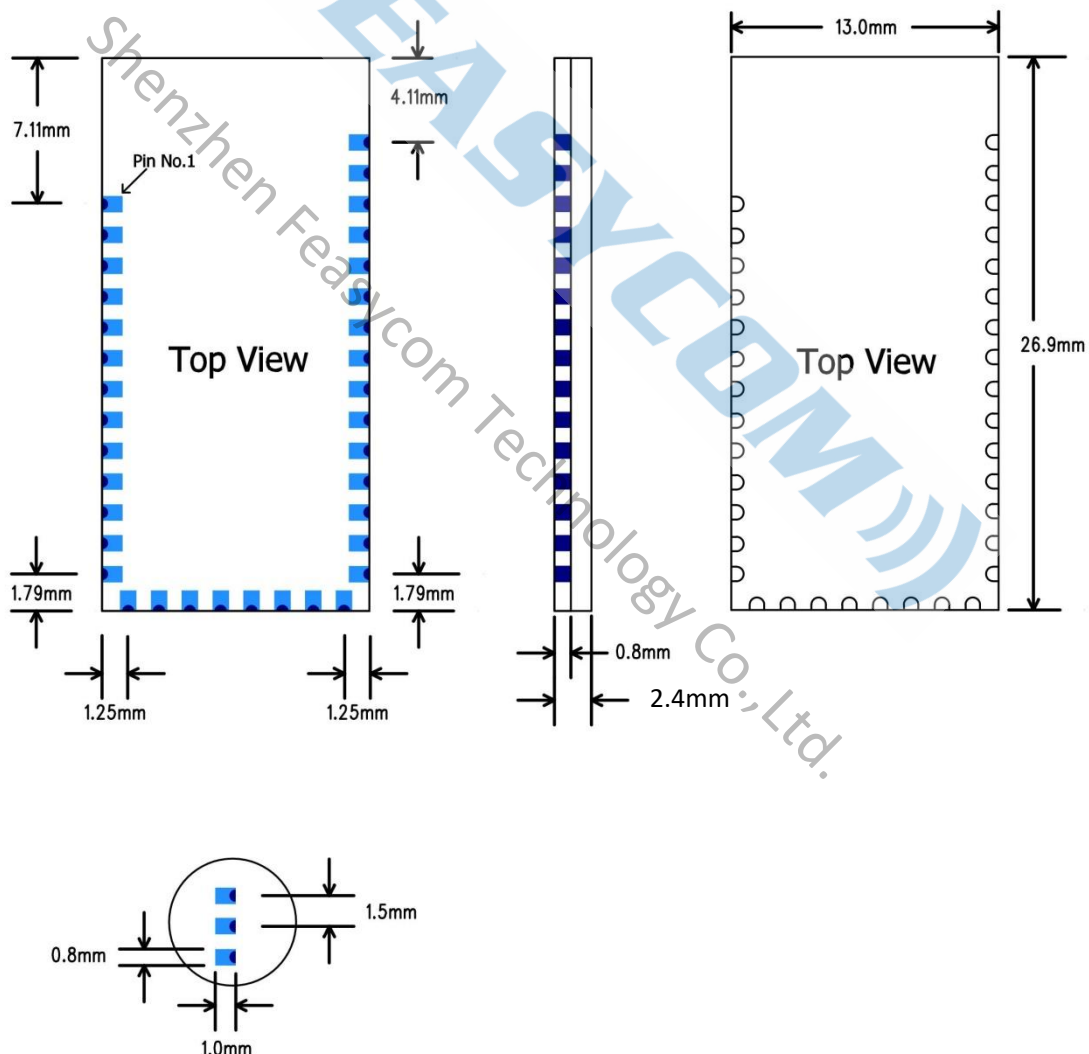 13.0mm
4.11mm
7.11mm
Pin No.1
Top View
Top View
26.9mm
1.79mm
1.79mm
0.8mm
2.4mm
1.25mm
1.25mm
1.5mm
0.8mm
1.0mm
Shenzhen Feasycom Technology Co.,Ltd.
EASYCOM